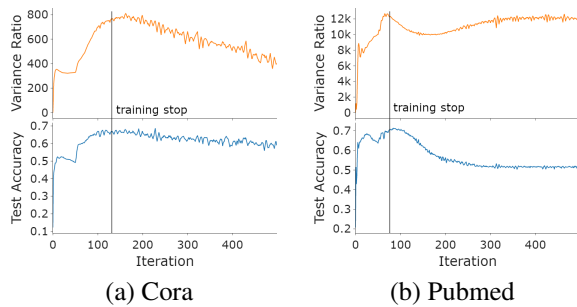 Variance Ratio
800
600
400
200
0
training stop
Test Accuracy
0.7
0.6
0.5
0.4
0.3
0.2
0.1
0 100 200 300 400
Iteration
(a) Cora
Variance Ratio
12k
10k
8k
6k
4k
2k
0
training stop
Test Accuracy
0.7
0.6
0.5
0.4
0.3
0.2
0 100 200 300 400
Iteration
(b) Pubmed